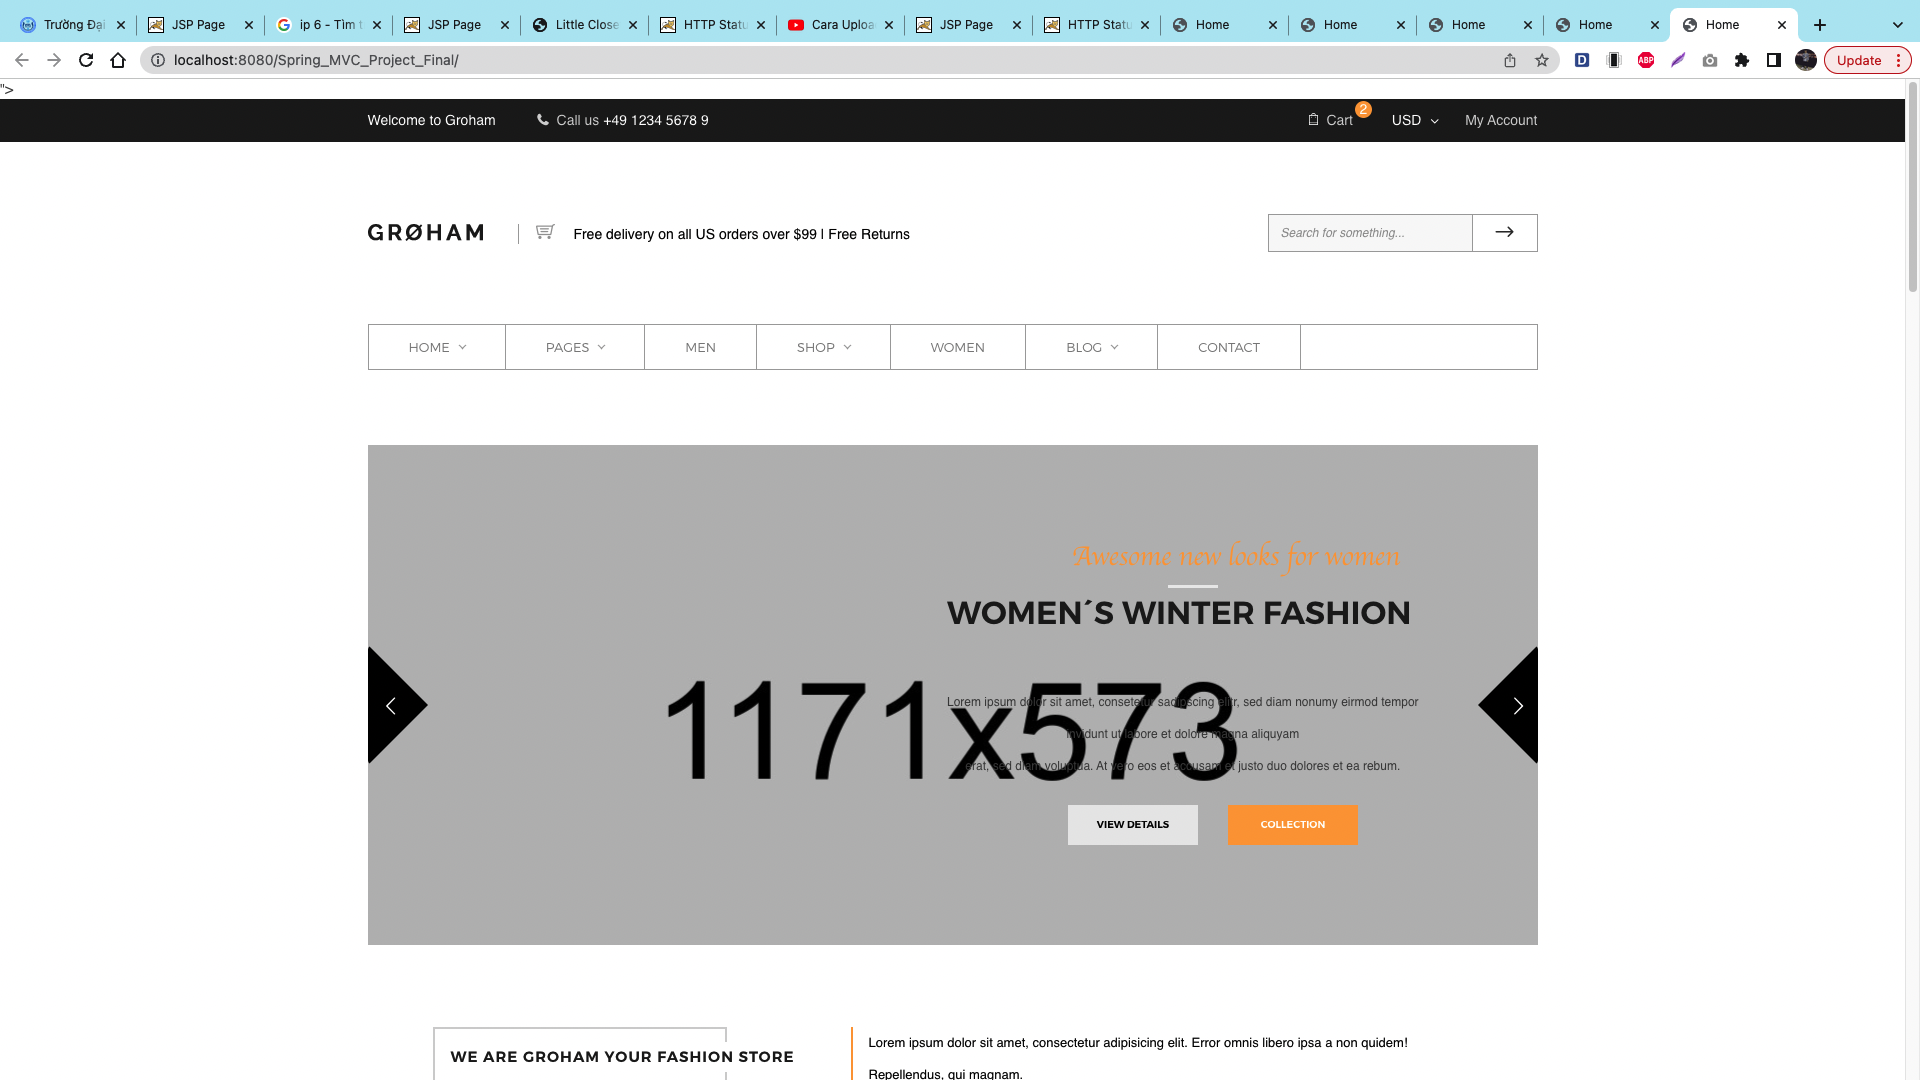 Trường Đại
JSP Page
ip 6 - Tìm t
JSP Page
Little Close
HTTP Statu
Cara Uploa
JSP Page
HTTP Statu
Home
Home
Home
Home
Home
localhost:8080/Spring_MVC_Project_Final/
D
ABP
Update
">
Welcome to Groham
Call us +49 1234 5678 9
Cart 2
USD
My Account
GRØHAM
Free delivery on all US orders over $99 | Free Returns
Search for something...
HOME
PAGES
MEN
SHOP
WOMEN
BLOG
CONTACT
Awesome new looks for women
WOMEN´S WINTER FASHION
1171x573
Lorem ipsum dolor sit amet, consetetur sadipscing elitr, sed diam nonumy eirmod tempor
invidunt ut labore et dolore magna aliquyam
erat, sed diam voluptua. At vero eos et accusam et justo duo dolores et ea rebum.
VIEW DETAILS
COLLECTION
WE ARE GROHAM YOUR FASHION STORE
Lorem ipsum dolor sit amet, consectetur adipisicing elit. Error omnis libero ipsa a non quidem!
Repellendus, qui magnam.